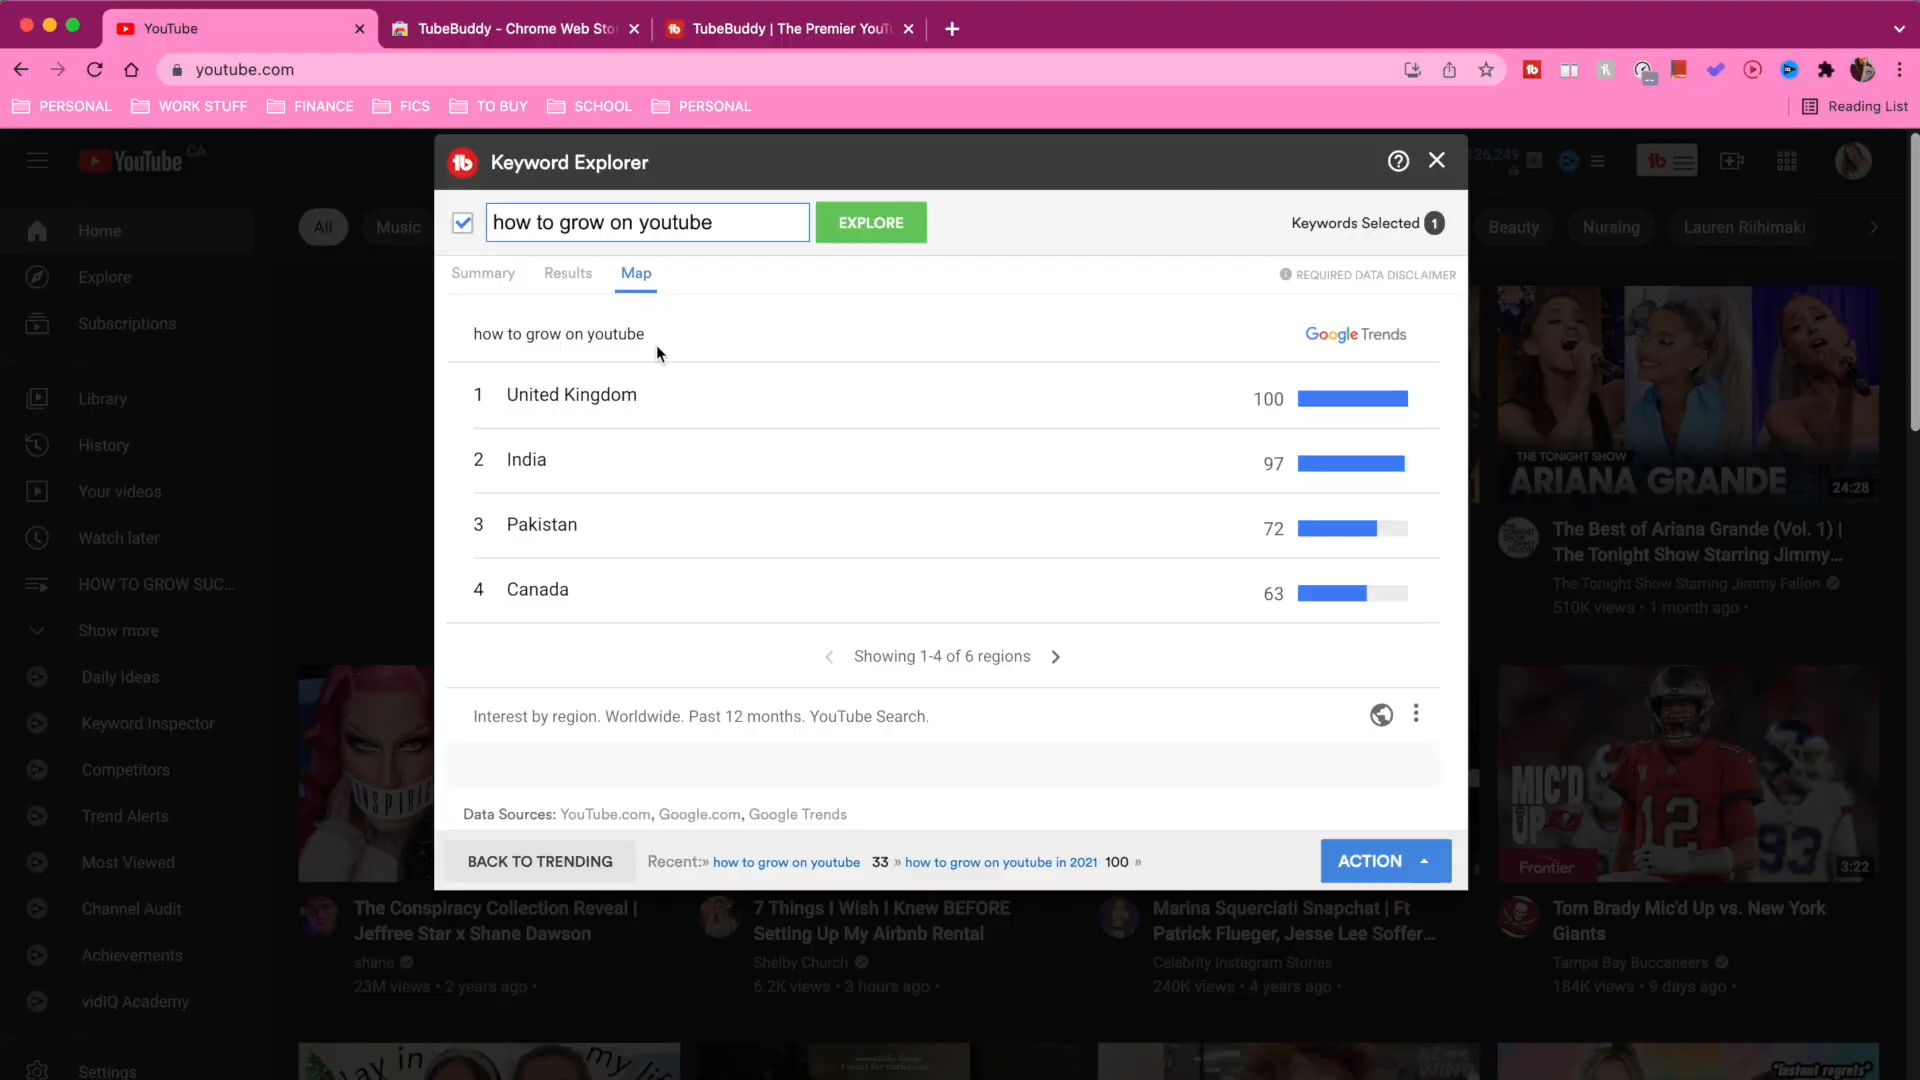 YouTube
TubeBuddy - Chrome Web Sto
TubeBuddy | The Premier YouT
youtube.com
PERSONAL
WORK STUFF
FINANCE
FICS
TO BUY
SCHOOL
PERSONAL
Reading List
YouTube CA
Keyword Explorer
26,249
how to grow on youtube
EXPLORE
Keywords Selected 1
All
Music
Beauty
Nursing
Lauren Riihimaki
Home
Explore
Subscriptions
Library
History
Your videos
Watch later
HOW TO GROW SUC...
Show more
Daily Ideas
Keyword Inspector
Competitors
Trend Alerts
Most Viewed
Channel Audit
Achievements
vidIQ Academy
Settings
Summary
Results
Map
REQUIRED DATA DISCLAIMER
how to grow on youtube
Google Trends
1 United Kingdom 100
2 India 97
3 Pakistan 72
4 Canada 63
Showing 1-4 of 6 regions
Interest by region. Worldwide. Past 12 months. YouTube Search.
Data Sources: YouTube.com, Google.com, Google Trends
BACK TO TRENDING
Recent:» how to grow on youtube 33 » how to grow on youtube in 2021 100 »
ACTION
THE TONIGHT SHOW
ARIANA GRANDE
24:28
The Best of Ariana Grande (Vol. 1) |
The Tonight Show Starring Jimmy...
The Tonight Show Starring Jimmy Fallon
510K views • 1 month ago •
MIC'D
UP
12
93
Frontier
3:22
The Conspiracy Collection Reveal |
Jeffree Star x Shane Dawson
shane
23M views • 2 years ago •
7 Things I Wish I Knew BEFORE
Setting Up My Airbnb Rental
Shelby Church
6.2K views • 3 hours ago •
Marina Squerciati Snapchat | Ft
Patrick Flueger, Jesse Lee Soffer...
Celebrity Instagram Stories
240K views • 4 years ago •
Tom Brady Mic'd Up vs. New York
Giants
Tampa Bay Buccaneers
184K views • 9 days ago •
lay in
my li
*instant regrets*